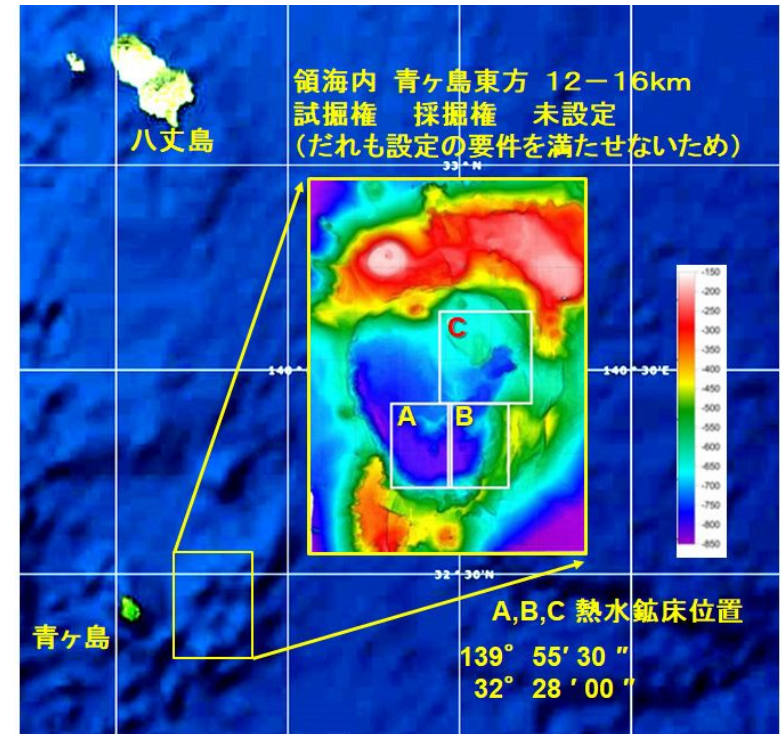 領海内 青ヶ島東方 12－16km
試掘権 採掘権 未設定
(だれも設定の要件を満たせないため)
八丈島
33° N
C
140°
140° 30'E
A
B
-150
-200
-250
-300
-350
-400
-450
-500
-550
-600
-650
-700
-750
-800
-850
32° 30'N
青ヶ島
A,B,C 熱水鉱床位置
139° 55′ 30 ″
32° 28 ′ 00 ″